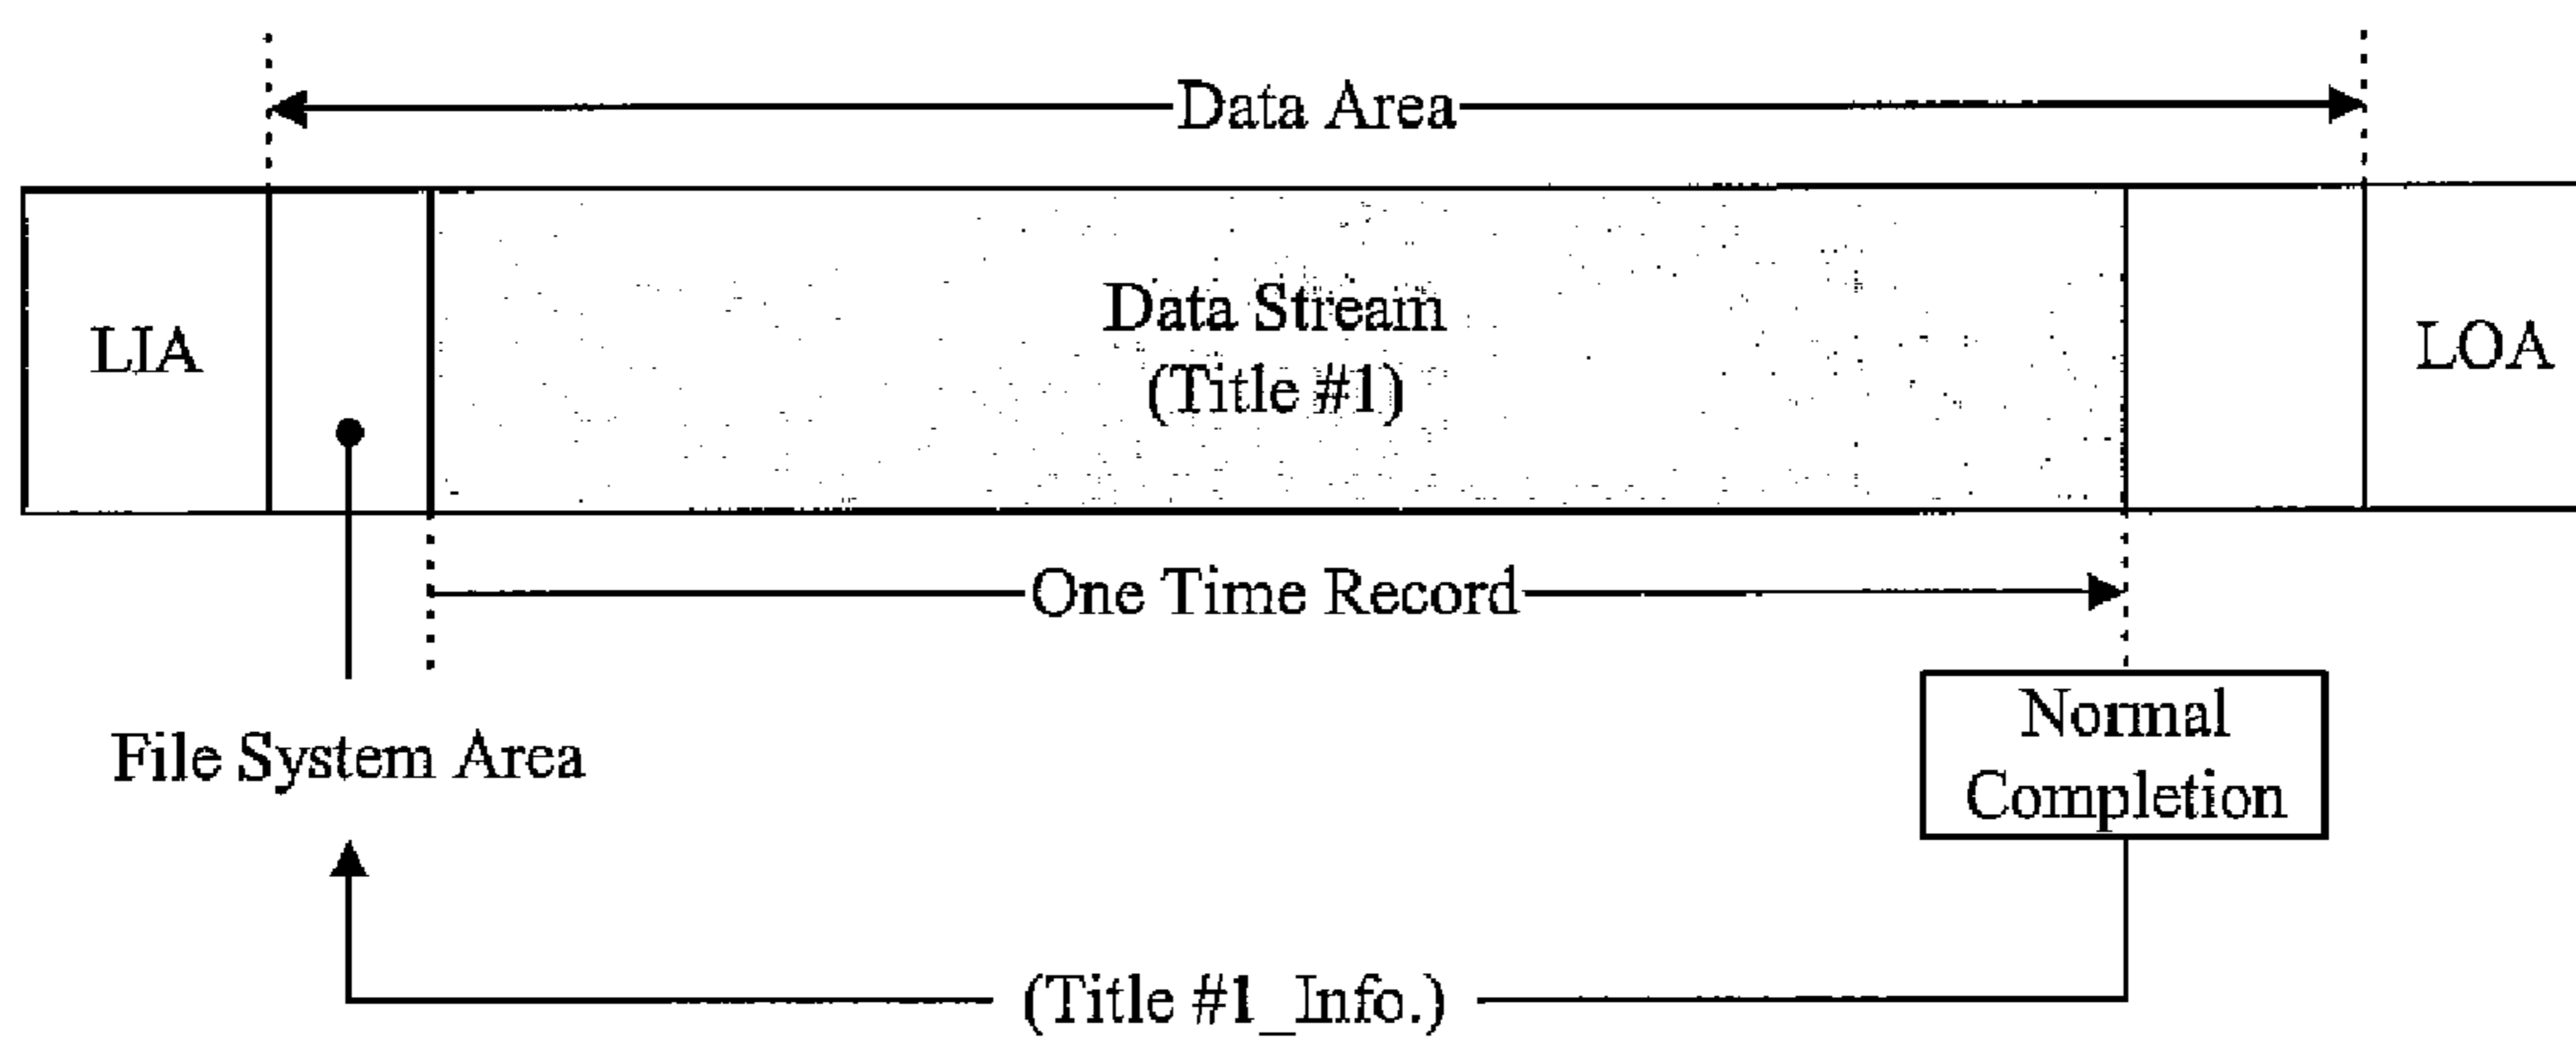 Data Area
LIA
Data Stream
(Title #1)
LOA
One Time Record
File System Area
Normal
Completion
(Title #1_Info.)